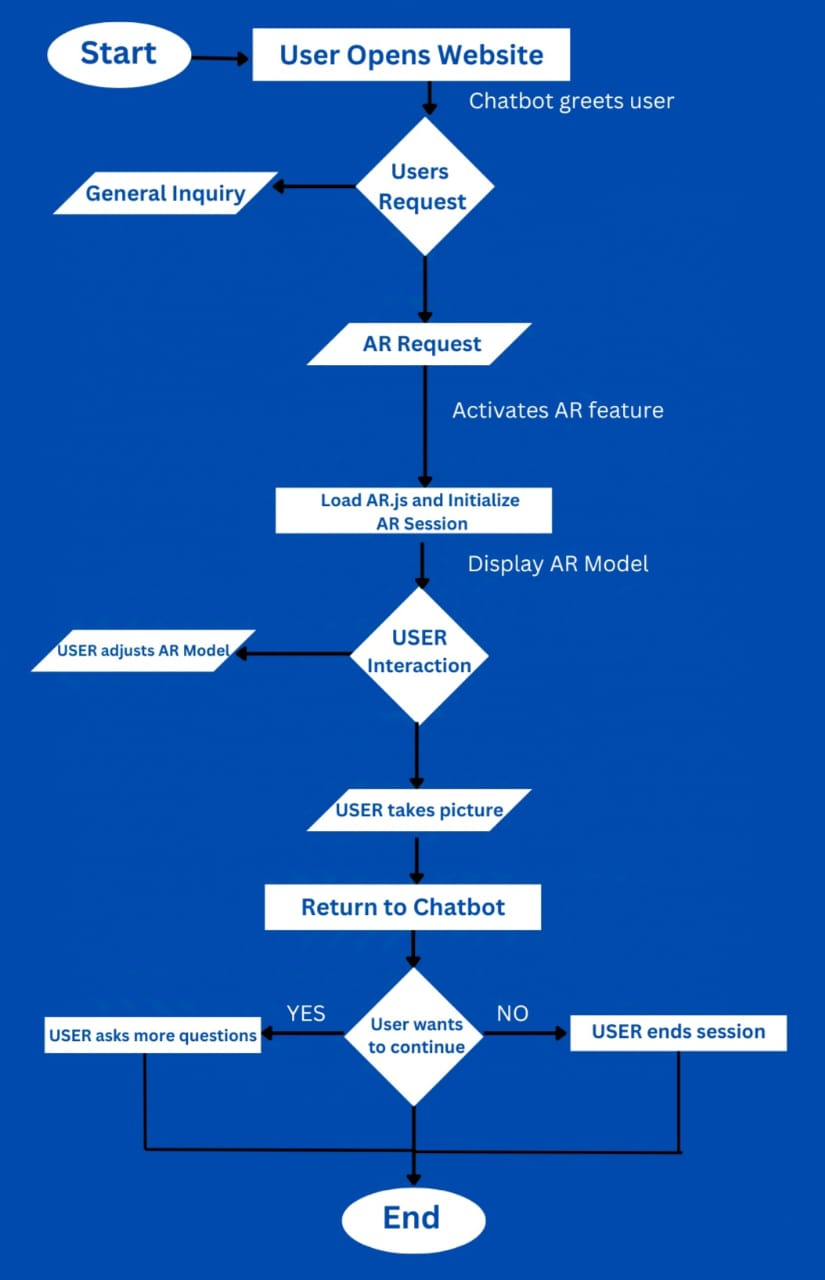 Start
User Opens Website
Chatbot greets user
Users
Request
General Inquiry
AR Request
Activates AR feature
Load AR.js and Initialize
AR Session
Display AR Model
USER
Interaction
USER adjusts AR Model
USER takes picture
Return to Chatbot
User wants
to continue
YES
NO
USER asks more questions
USER ends session
End